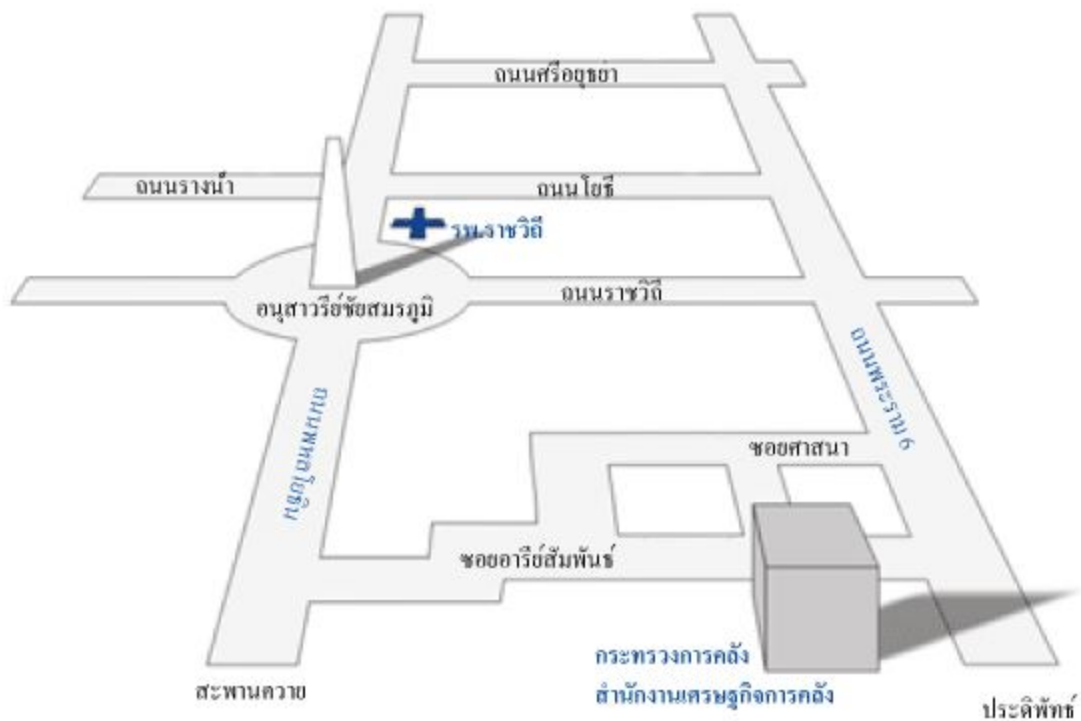 ถนนศรีอยุธยา
ถนนรางน้ำ
ถนนโยธี
รพ.ราชวิถี
ถนนราชวิถี
อนุสาวรีย์ชัยสมรภูมิ
ถนนพระราม 6
ถนนพหลโยธิน
ซอยศาสนา
ซอยอารีย์สัมพันธ์
กระทรวงการคลัง
สำนักงานเศรษฐกิจการคลัง
สะพานควาย
ประดิพัทธ์